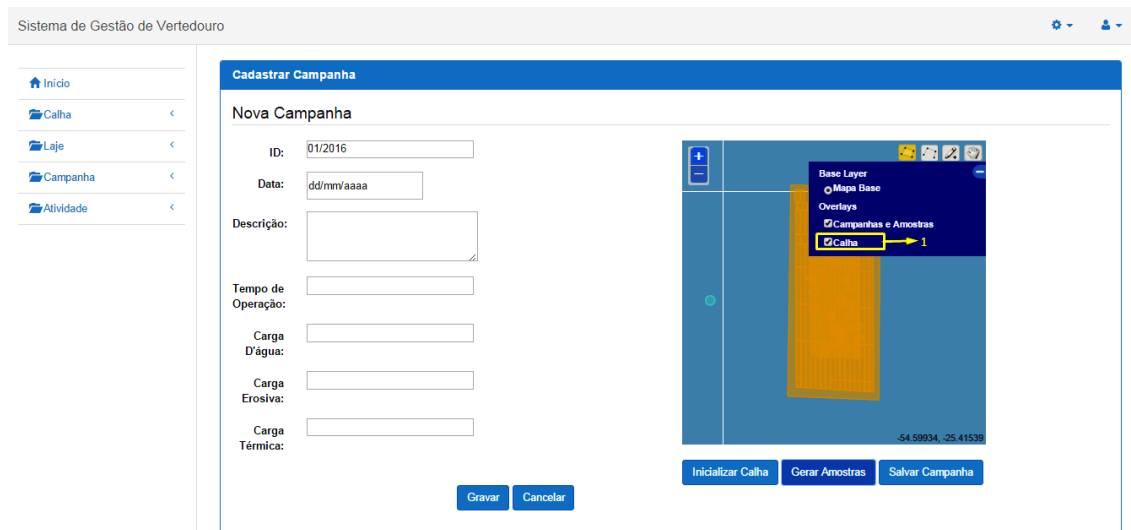 Sistema de Gestão de Vertedouro
Início
Calha
Laje
Campanha
Atividade
Cadastrar Campanha
Nova Campanha
ID:
01/2016
Data:
dd/mm/aaaa
Descrição:
Tempo de
Operação:
Carga
D'água:
Carga
Erosiva:
Carga
Térmica:
Gravar
Cancelar
+
−
Base Layer
Mapa Base
Overlays
Campanhas e Amostras
Calha
1
-54.59934, -25.41539
Inicializar Calha
Gerar Amostras
Salvar Campanha